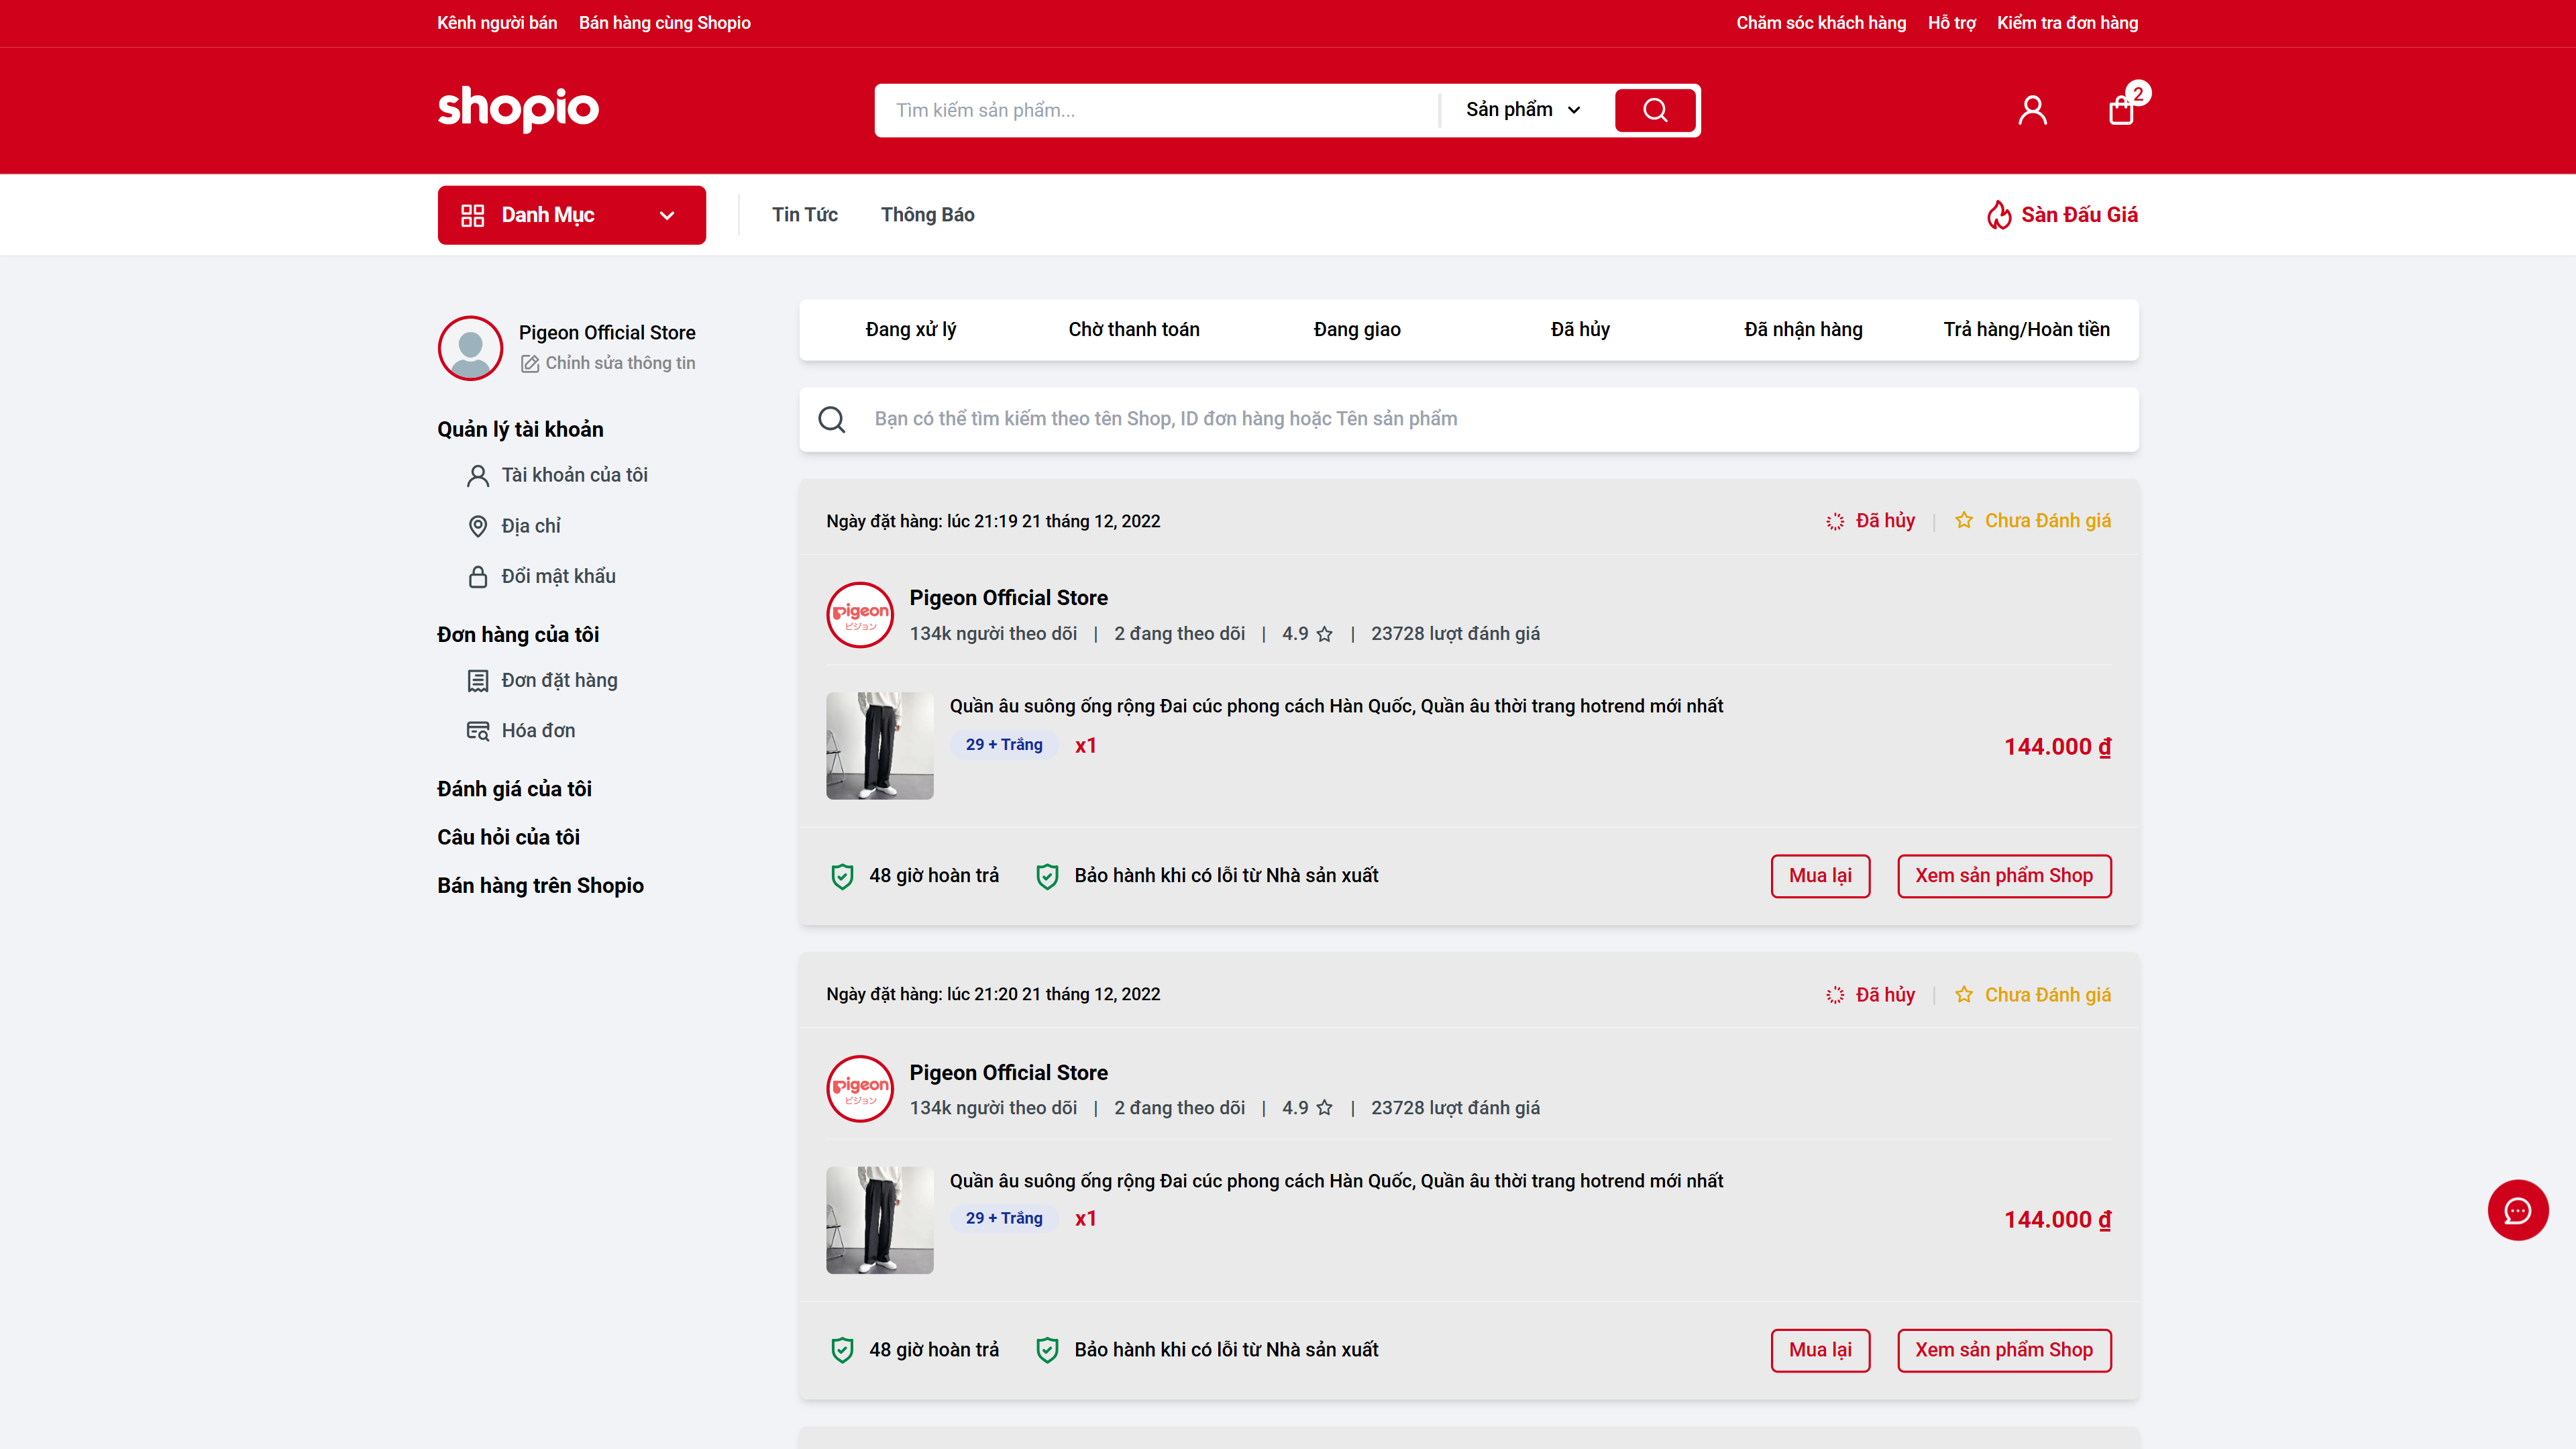 Kênh người bán Bán hàng cùng Shopio Chăm sóc khách hàng Hỗ trợ Kiểm tra đơn hàng
shopio
Tìm kiếm sản phẩm... Sản phẩm 2
Danh Mục Tin Tức Thông Báo Sàn Đấu Giá
Pigeon Official Store
Chỉnh sửa thông tin
Quản lý tài khoản
Tài khoản của tôi
Địa chỉ
Đổi mật khẩu
Đơn hàng của tôi
Đơn đặt hàng
Hóa đơn
Đánh giá của tôi
Câu hỏi của tôi
Bán hàng trên Shopio
Đang xử lý Chờ thanh toán Đang giao Đã hủy Đã nhận hàng Trả hàng/Hoàn tiền
Bạn có thể tìm kiếm theo tên Shop, ID đơn hàng hoặc Tên sản phẩm
Ngày đặt hàng: lúc 21:19 21 tháng 12, 2022 Đã hủy | Chưa Đánh giá
Pigeon
ピジョン
Pigeon Official Store
134k người theo dõi | 2 đang theo dõi | 4.9 | 23728 lượt đánh giá
Quần âu suông ống rộng Đai cúc phong cách Hàn Quốc, Quần âu thời trang hotrend mới nhất
29 + Trắng x1 144.000 ₫
48 giờ hoàn trả Bảo hành khi có lỗi từ Nhà sản xuất Mua lại Xem sản phẩm Shop
Ngày đặt hàng: lúc 21:20 21 tháng 12, 2022 Đã hủy | Chưa Đánh giá
Pigeon
ピジョン
Pigeon Official Store
134k người theo dõi | 2 đang theo dõi | 4.9 | 23728 lượt đánh giá
Quần âu suông ống rộng Đai cúc phong cách Hàn Quốc, Quần âu thời trang hotrend mới nhất
29 + Trắng x1 144.000 ₫
48 giờ hoàn trả Bảo hành khi có lỗi từ Nhà sản xuất Mua lại Xem sản phẩm Shop